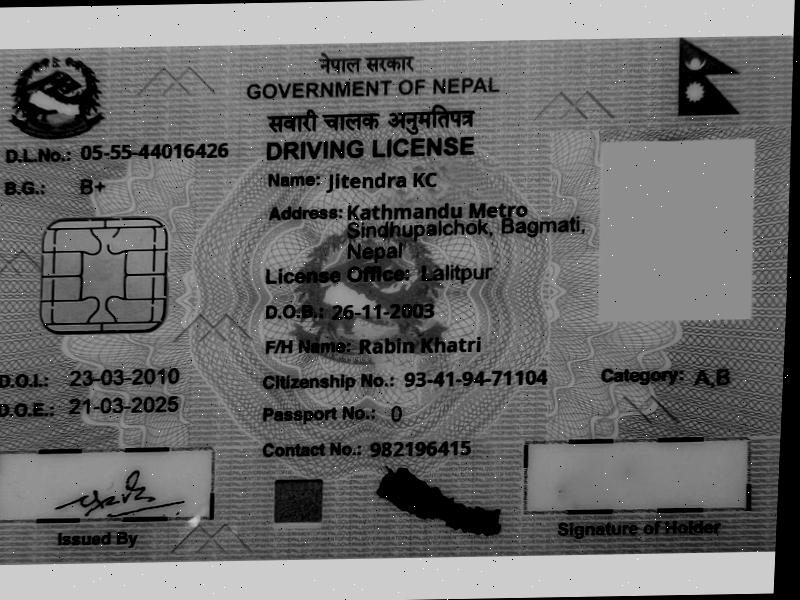 नेपाल सरकार
GOVERNMENT OF NEPAL
सवारी चालक अनुमतिपत्र
DRIVING LICENSE
D.L.No.: 05-55-44016426
B.G.: B+
Name: Jitendra KC
Address: Kathmandu Metro
Sindhupalchok, Bagmati,
Nepal
License Office: Lalitpur
D.O.B.: 26-11-2003
F/H Name: Rabin Khatri
D.O.I.: 23-03-2010
Citizenship No.: 93-41-94-71104
Category: A,B
D.O.E.: 21-03-2025
Passport No.: 0
Contact No.: 982196415
Issued By
Signature of Holder